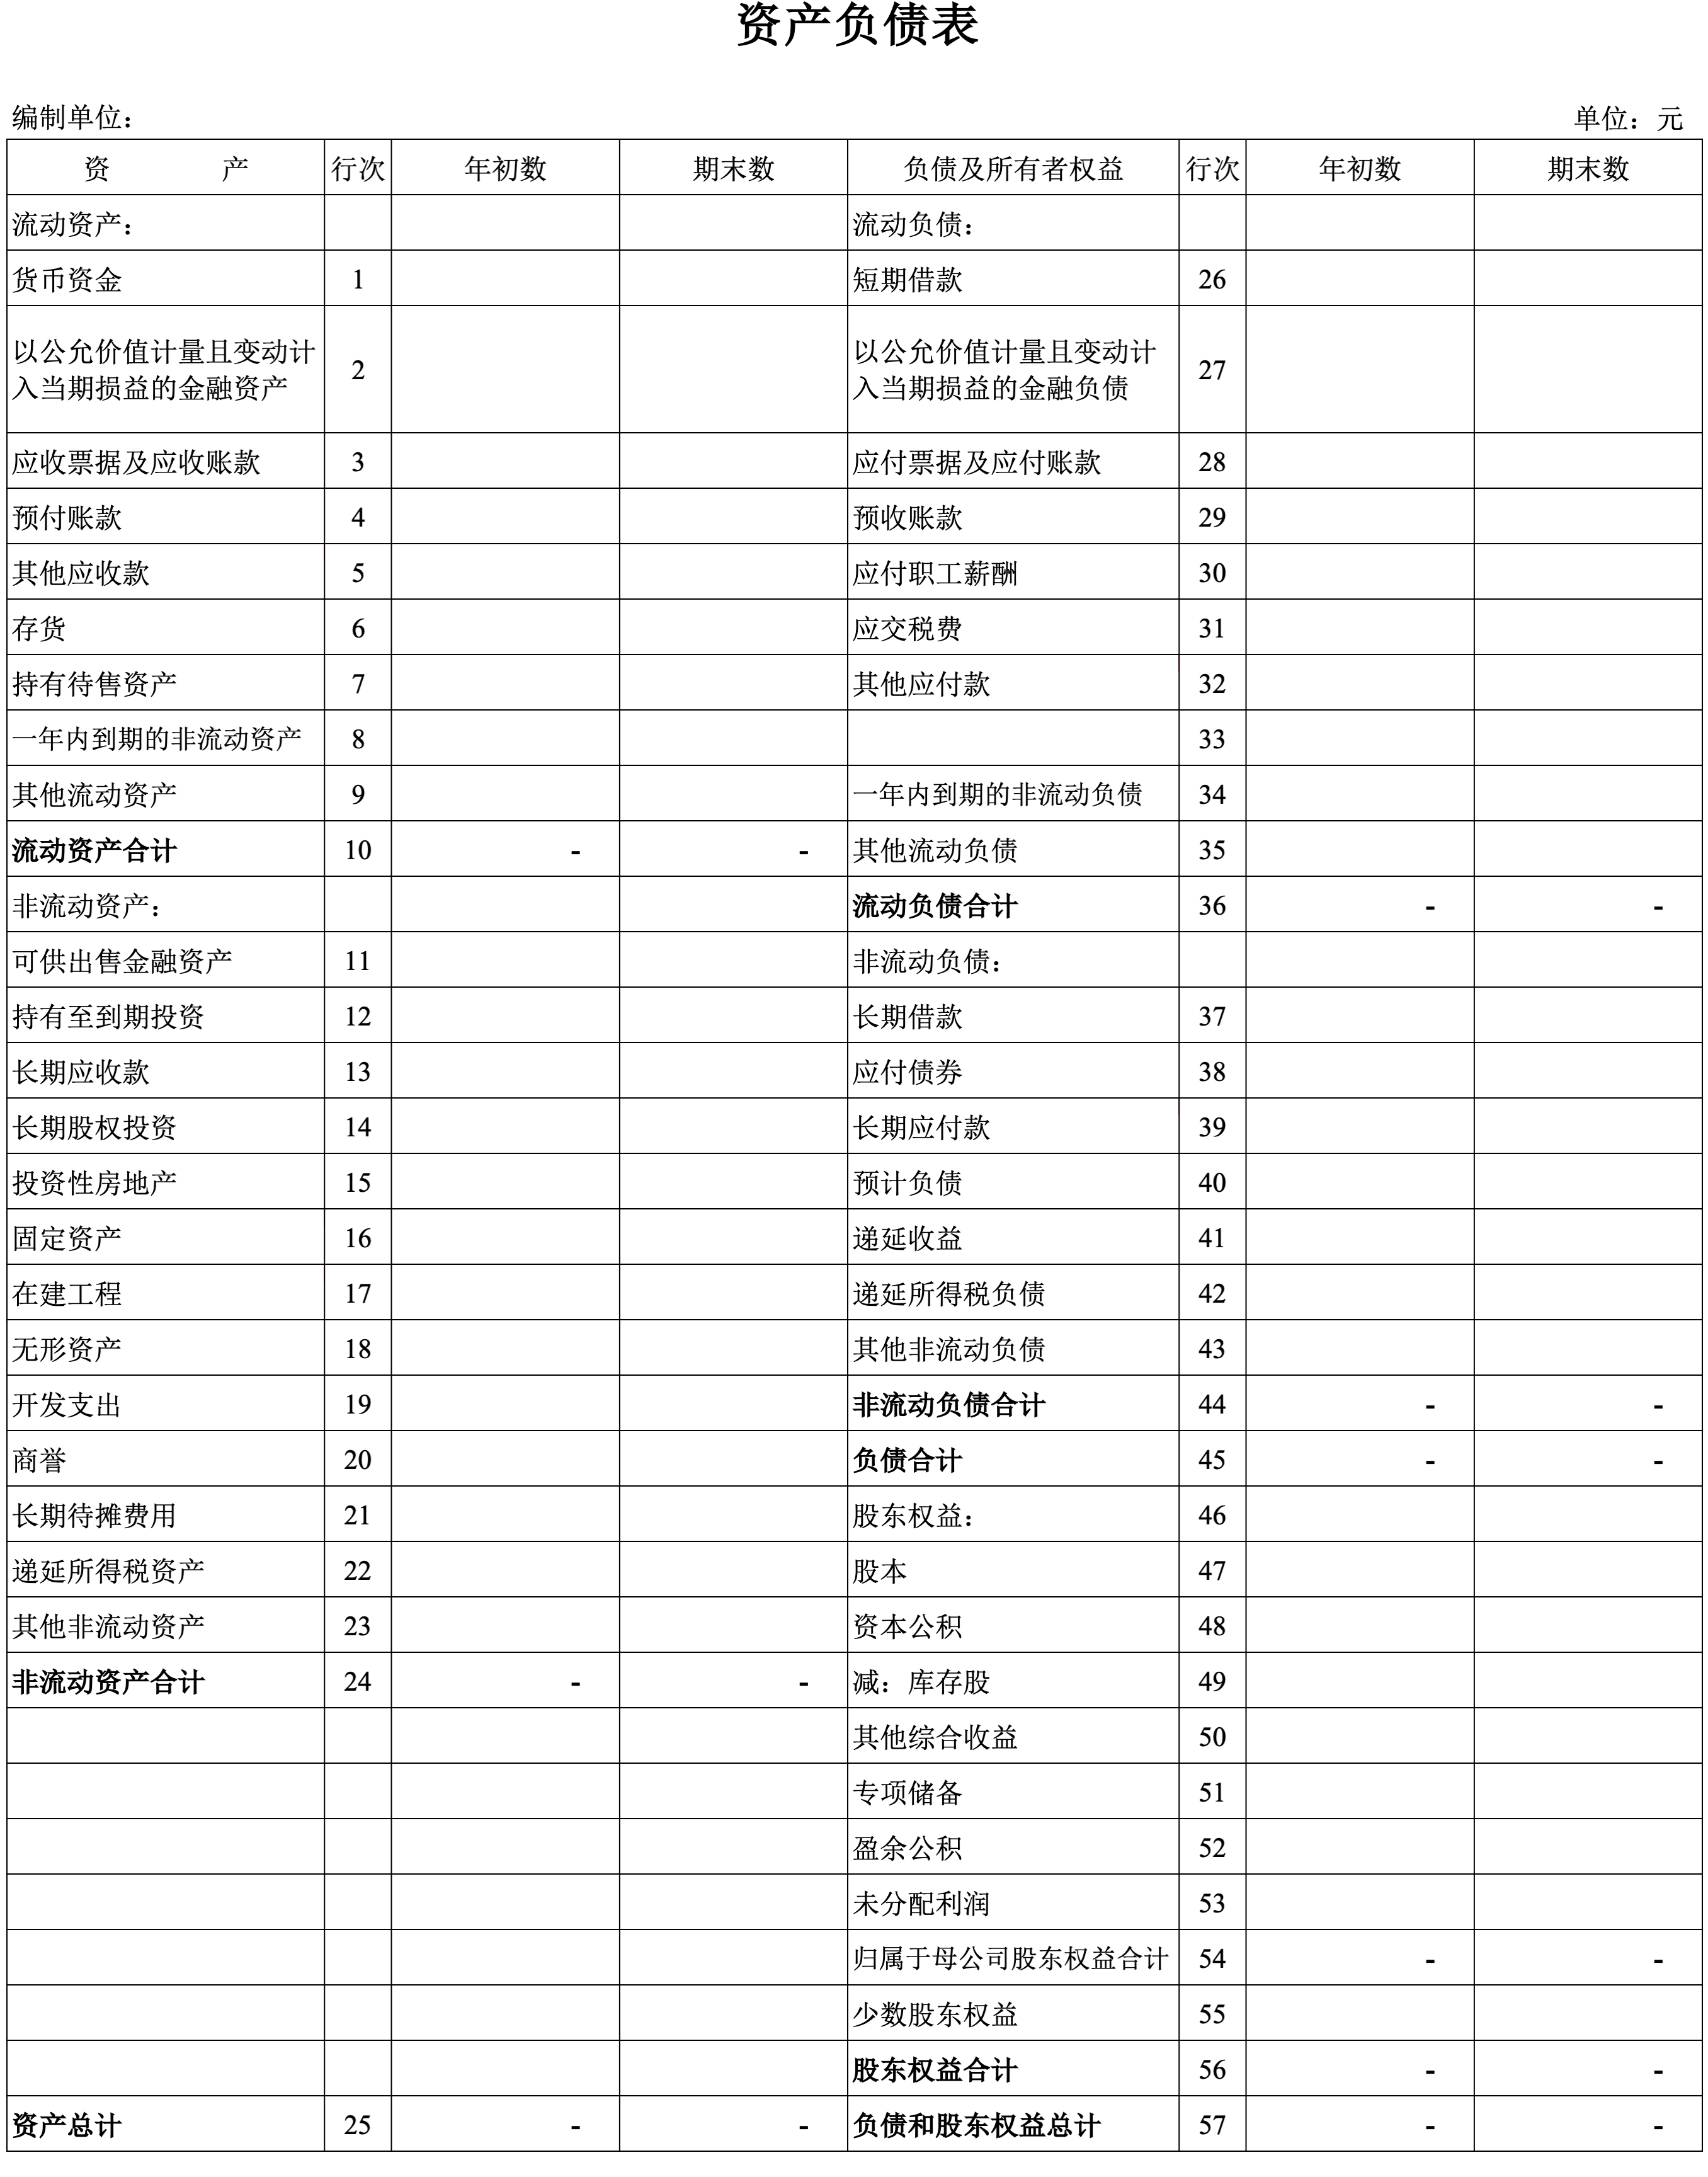 资产负债表
编制单位： 单位：元
资 产 行次 年初数 期末数 负债及所有者权益 行次 年初数 期末数
流动资产： 流动负债：
货币资金 1 短期借款 26
以公允价值计量且变动计 以公允价值计量且变动计
入当期损益的金融资产 2 入当期损益的金融负债 27
应收票据及应收账款 3 应付票据及应付账款 28
预付账款 4 预收账款 29
其他应收款 5 应付职工薪酬 30
存货 6 应交税费 31
持有待售资产 7 其他应付款 32
一年内到期的非流动资产 8 33
其他流动资产 9 一年内到期的非流动负债 34
流动资产合计 10 - - 其他流动负债 35
非流动资产： 流动负债合计 36 - -
可供出售金融资产 11 非流动负债：
持有至到期投资 12 长期借款 37
长期应收款 13 应付债券 38
长期股权投资 14 长期应付款 39
投资性房地产 15 预计负债 40
固定资产 16 递延收益 41
在建工程 17 递延所得税负债 42
无形资产 18 其他非流动负债 43
开发支出 19 非流动负债合计 44 - -
商誉 20 负债合计 45 - -
长期待摊费用 21 股东权益： 46
递延所得税资产 22 股本 47
其他非流动资产 23 资本公积 48
非流动资产合计 24 - - 减：库存股 49
其他综合收益 50
专项储备 51
盈余公积 52
未分配利润 53
归属于母公司股东权益合计 54 - -
少数股东权益 55
股东权益合计 56 - -
资产总计 25 - - 负债和股东权益总计 57 - -